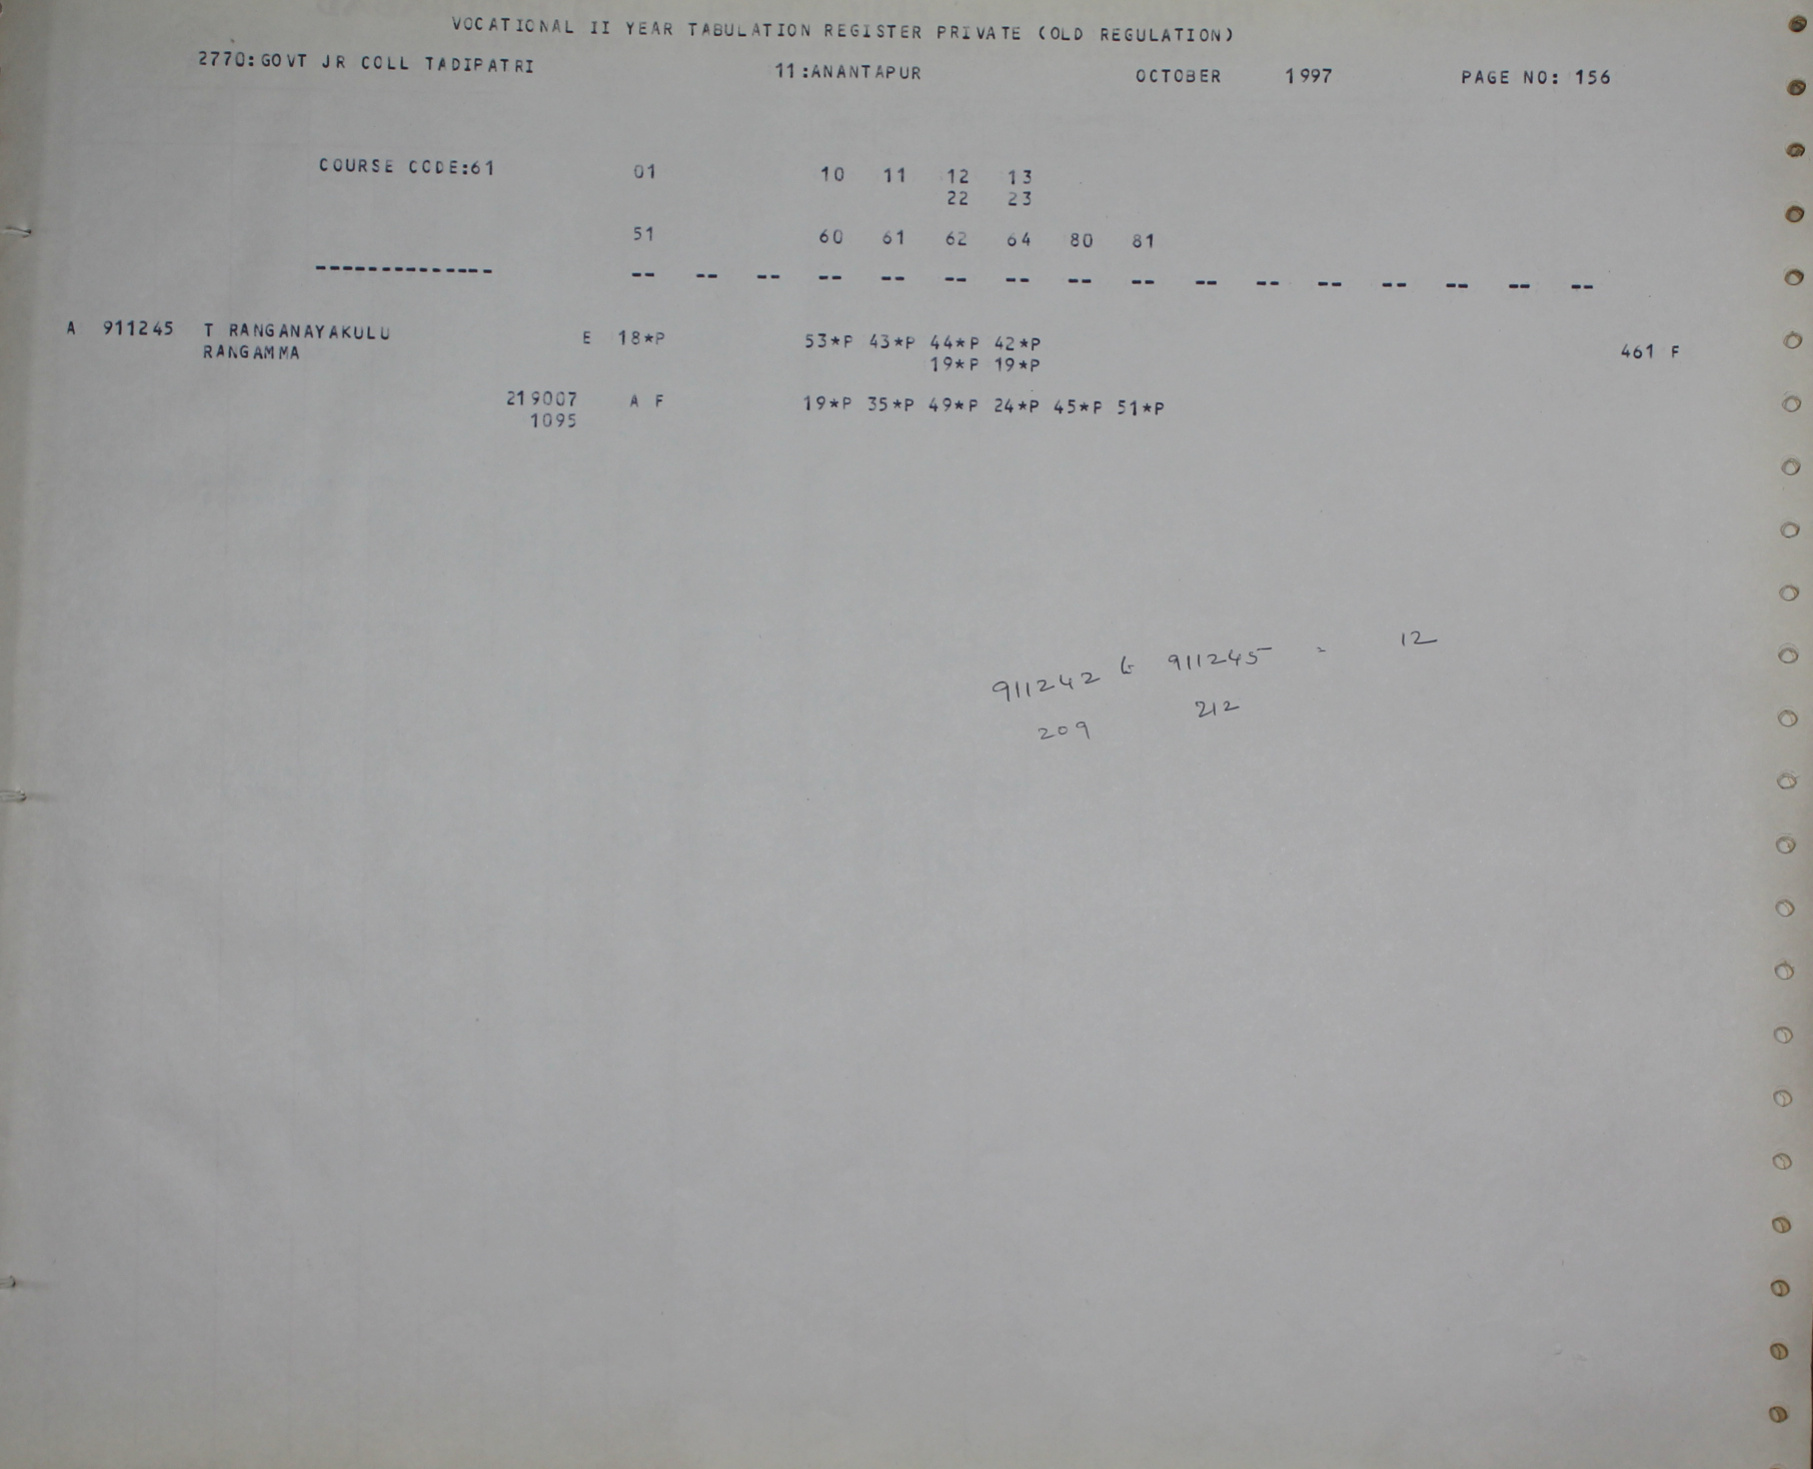 VOCATIONAL II YEAR TABULATION REGISTER PRIVATE (OLD REGULATION)
2770:GOVT JR COLL TADIPATRI 11:ANANTAPUR OCTOBER 1997 PAGE NO: 156
COURSE CODE:61 01 10 11 12 13
22 23
51 60 61 62 64 80 81
-------------- -- -- -- -- -- -- -- -- -- -- -- -- -- -- -- --
A 911245 T RANGANAYAKULU E 18*P 53*P 43*P 44*P 42*P
RANGAMMA 19*P 19*P 461 F
219007 A F 19*P 35*P 49*P 24*P 45*P 51*P
1095
911242 to 911245 = 12
209 212